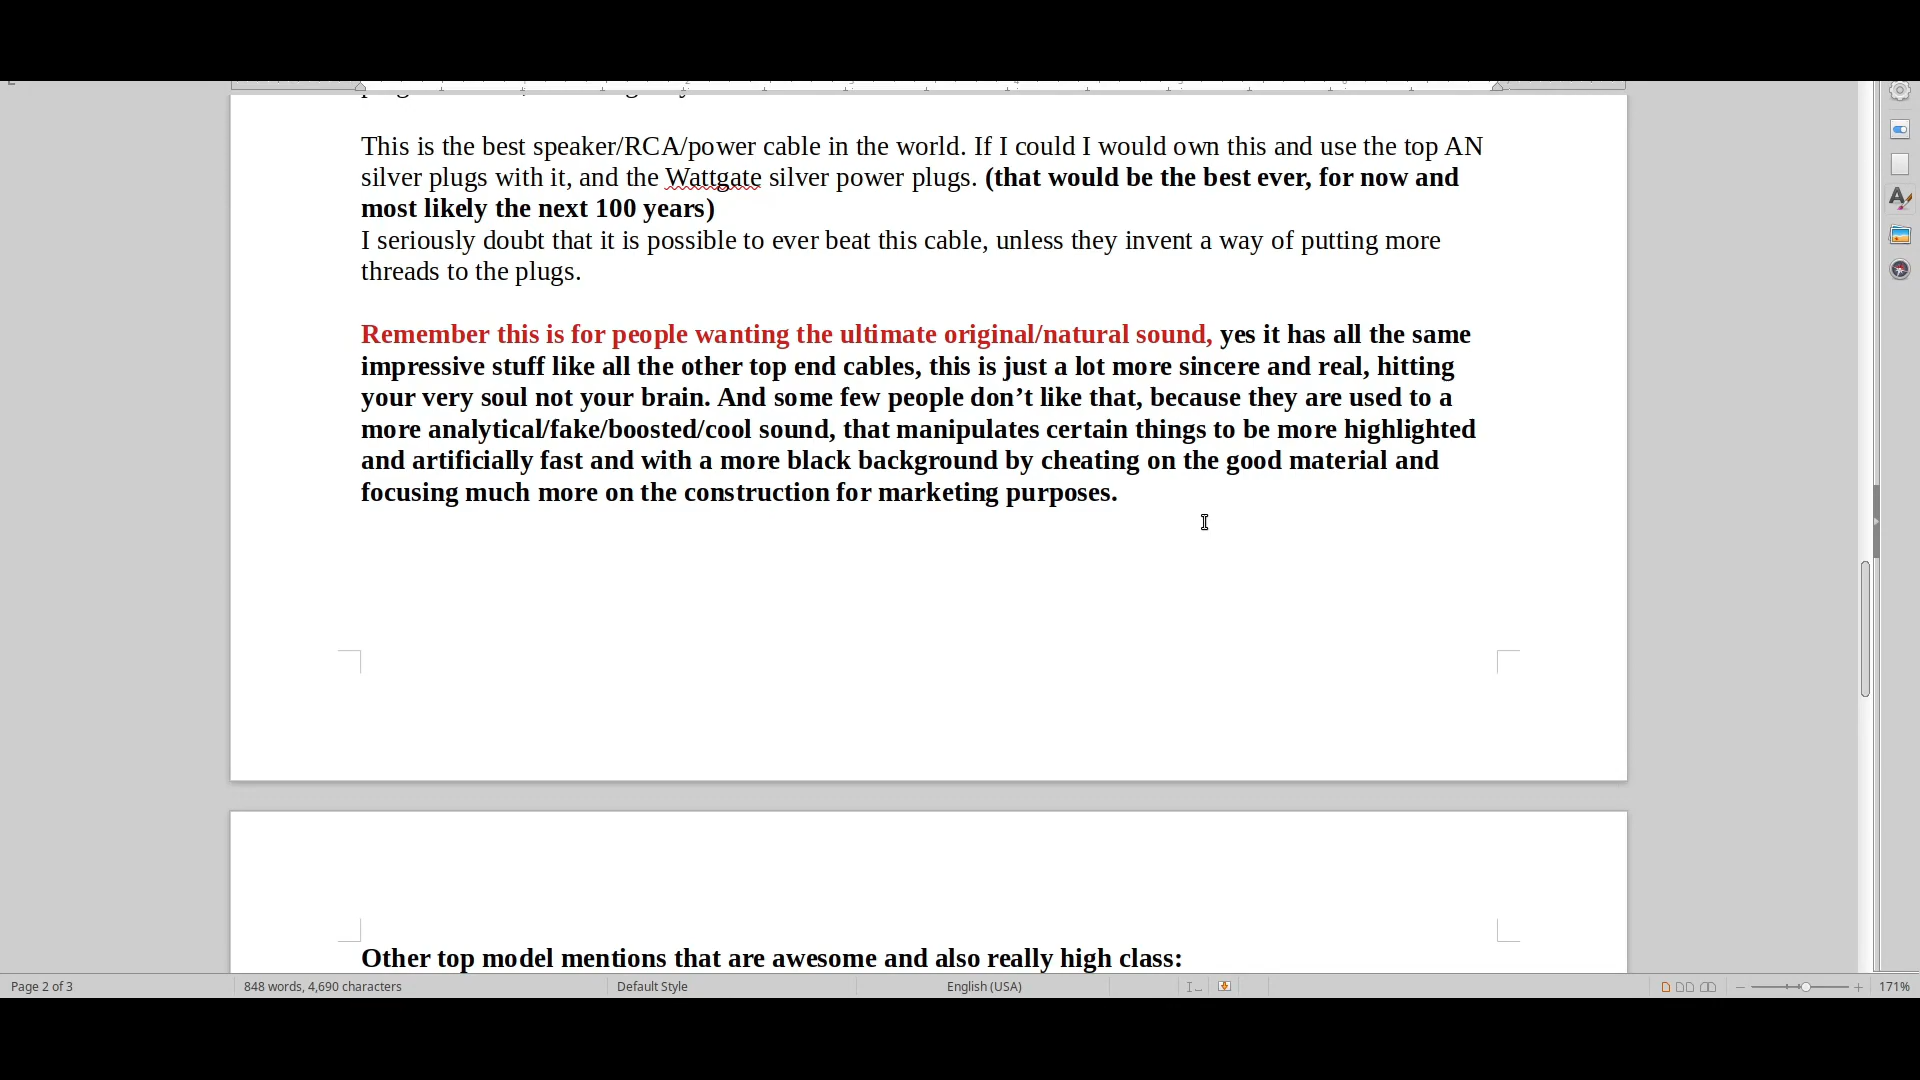 This is the best speaker/RCA/power cable in the world. If I could I would own this and use the top AN
silver plugs with it, and the Wattgate silver power plugs. (that would be the best ever, for now and
most likely the next 100 years)
I seriously doubt that it is possible to ever beat this cable, unless they invent a way of putting more
threads to the plugs.
Remember this is for people wanting the ultimate original/natural sound, yes it has all the same
impressive stuff like all the other top end cables, this is just a lot more sincere and real, hitting
your very soul not your brain. And some few people don’t like that, because they are used to a
more analytical/fake/boosted/cool sound, that manipulates certain things to be more highlighted
and artificially fast and with a more black background by cheating on the good material and
focusing much more on the construction for marketing purposes.
Other top model mentions that are awesome and also really high class:
Page 2 of 3 848 words, 4,690 characters Default Style English (USA) 171%